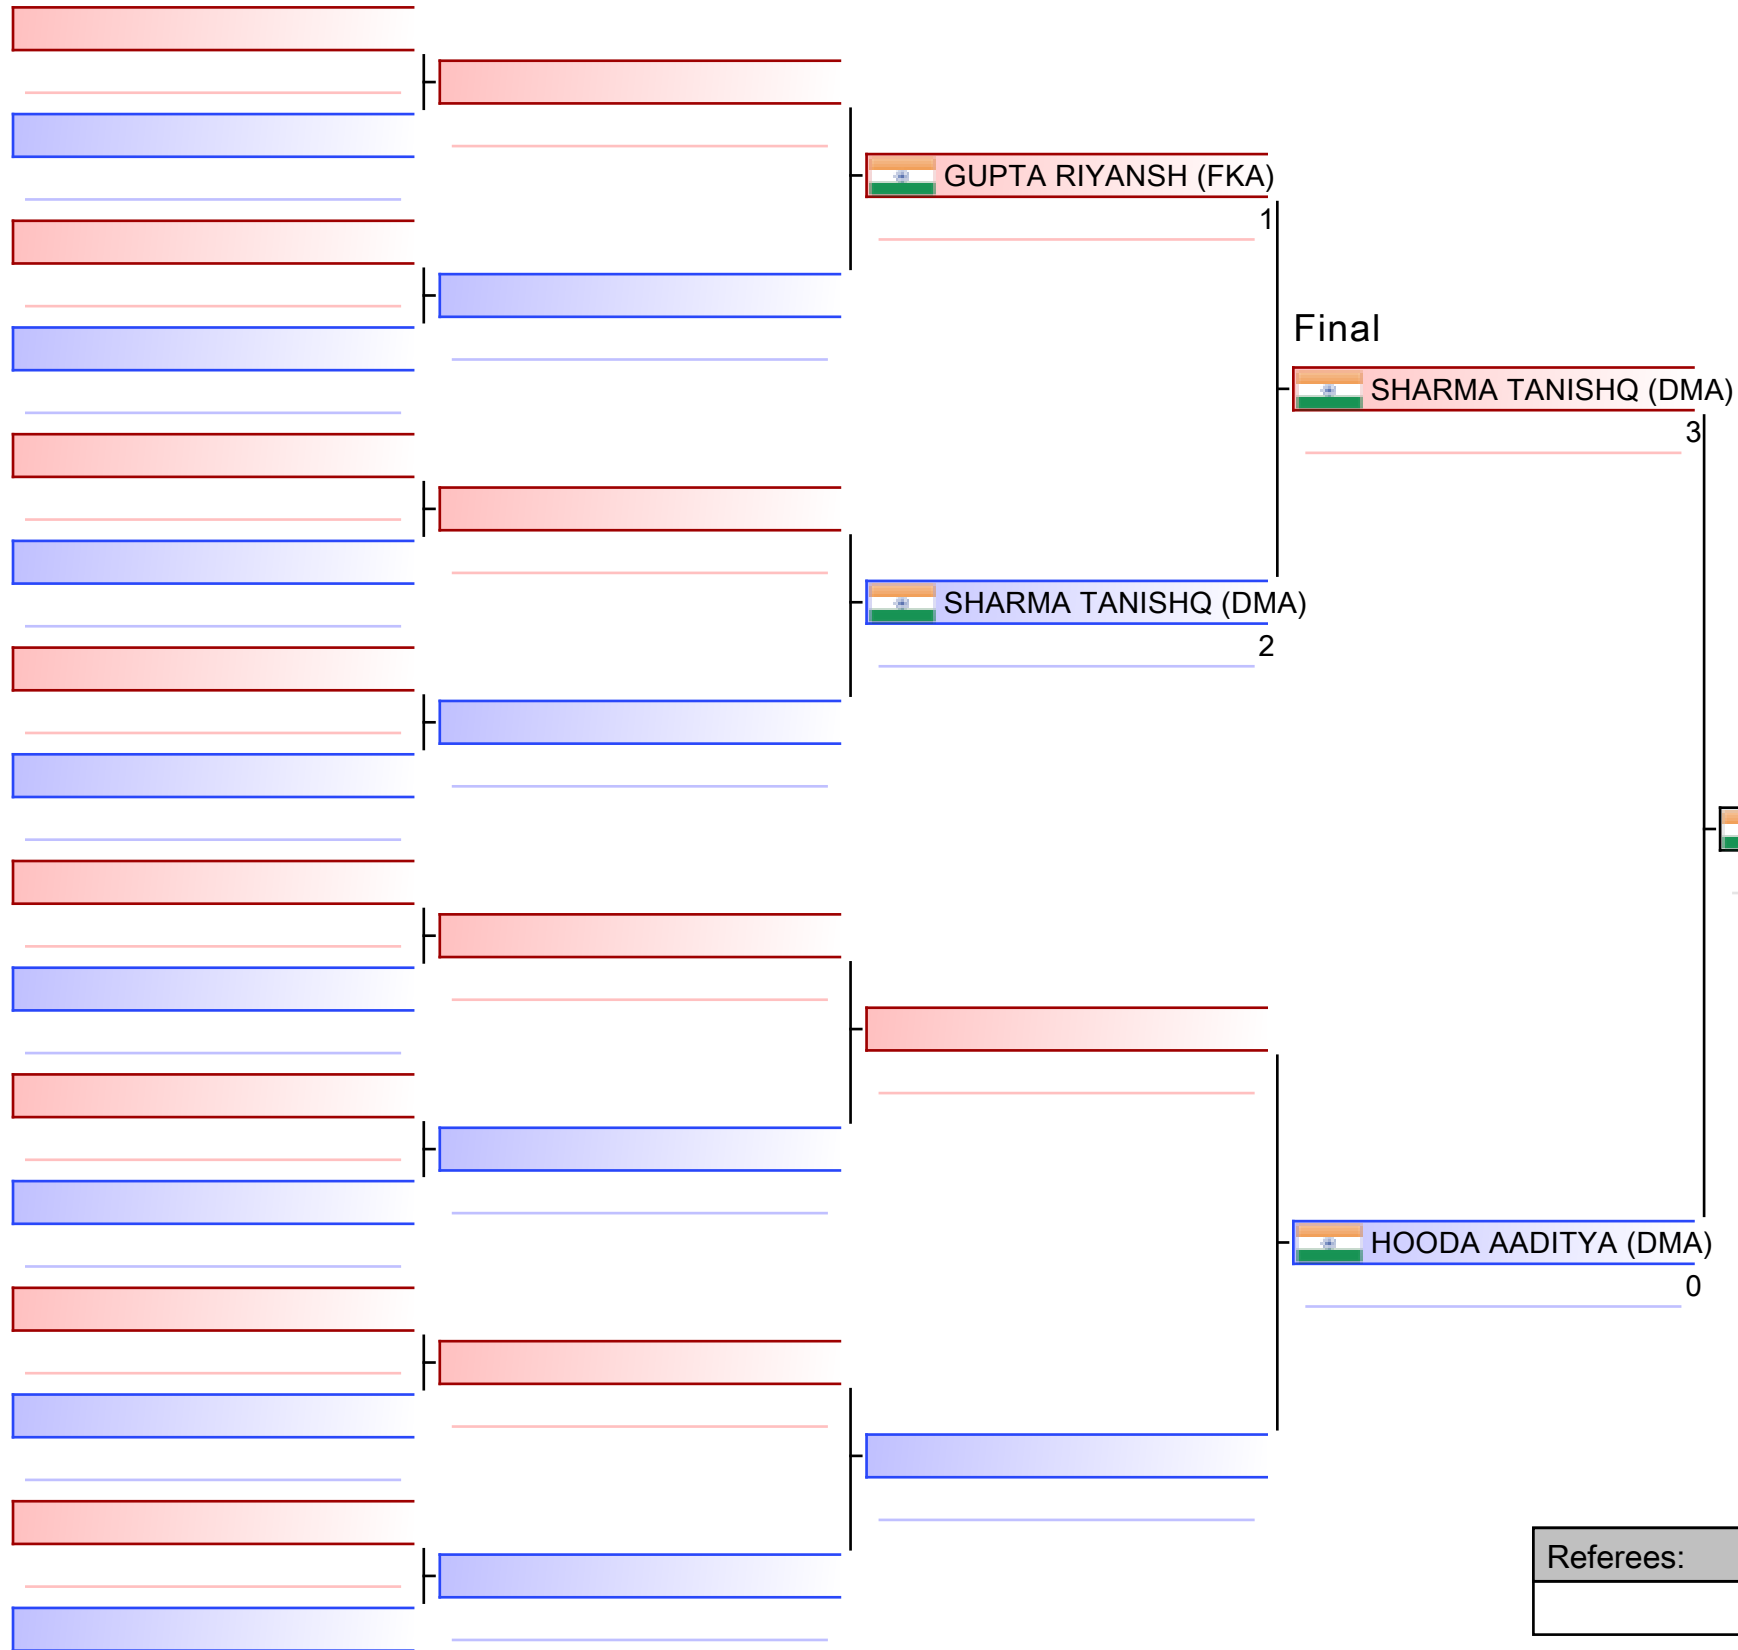 GUPTA RIYANSH (FKA)
1
Final
SHARMA TANISHQ (DMA)
3
SHARMA TANISHQ (DMA)
2
HOODA AADITYA (DMA)
0
Referees: